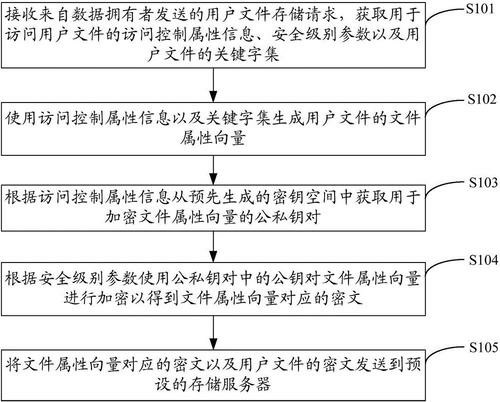 接收来自数据拥有者发送的用户文件存储请求，获取用于
访问用户文件的访问控制属性信息、安全级别参数以及用
户文件的关键字集
S101
使用访问控制属性信息以及关键字集生成用户文件的文件
属性向量
S102
根据访问控制属性信息从预先生成的密钥空间中获取用于
加密文件属性向量的公私钥对
S103
根据安全级别参数使用公私钥对中的公钥对文件属性向量
进行加密以得到文件属性向量对应的密文
S104
将文件属性向量对应的密文以及用户文件的密文发送到预
设的存储服务器
S105